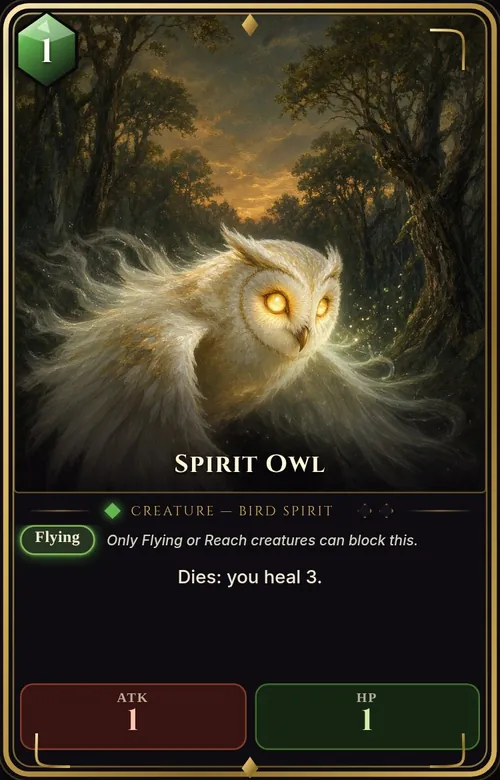 1
Spirit Owl
CREATURE — BIRD SPIRIT
Flying Only Flying or Reach creatures can block this.
Dies: you heal 3.
ATK HP
1 1